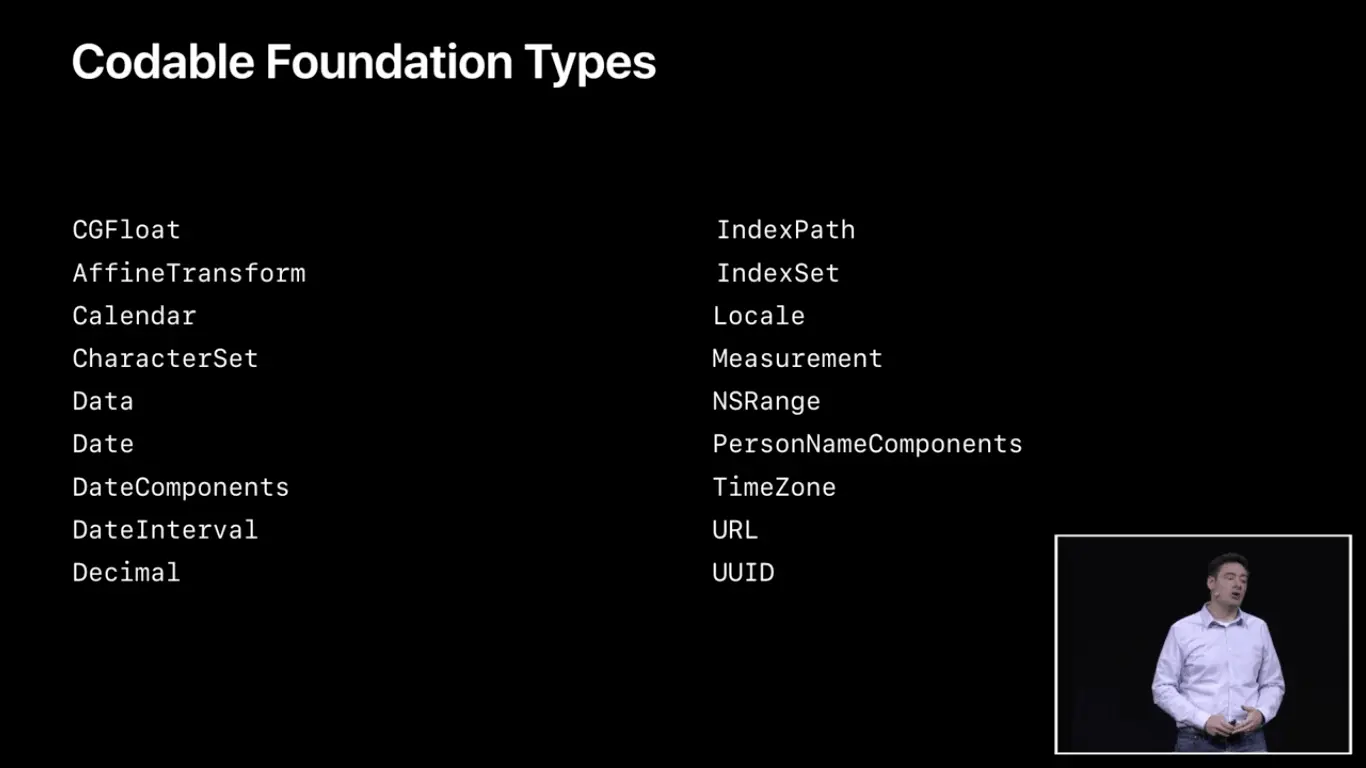 Codable Foundation Types
CGFloat
AffineTransform
Calendar
CharacterSet
Data
Date
DateComponents
DateInterval
Decimal
IndexPath
IndexSet
Locale
Measurement
NSRange
PersonNameComponents
TimeZone
URL
UUID